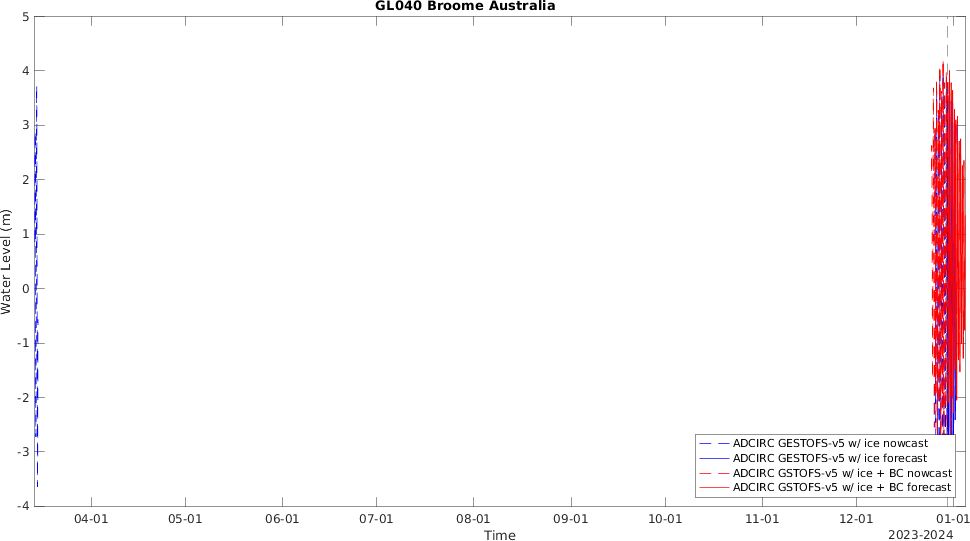 GL040 Broome Australia
5
4
3
2
1
0
-1
-2
-3
-4
Water Level (m)
ADCIRC GESTOFS-v5 w/ ice nowcast
ADCIRC GESTOFS-v5 w/ ice forecast
ADCIRC GSTOFS-v5 w/ ice + BC nowcast
ADCIRC GSTOFS-v5 w/ ice + BC forecast
04-01 05-01 06-01 07-01 08-01 09-01 10-01 11-01 12-01 01-01
Time
2023-2024